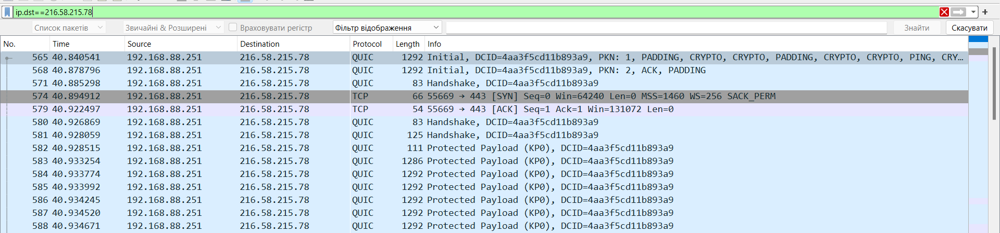 ip.dst==216.58.215.78
Список пакетів Звичайні & Розширені Враховувати регістр Фільтр відображення Знайти Скасувати
No. Time Source Destination Protocol Length Info
565 40.840541 192.168.88.251 216.58.215.78 QUIC 1292 Initial, DCID=4aa3f5cd11b893a9, PKN: 1, PADDING, CRYPTO, CRYPTO, PADDING, CRYPTO, CRYPTO, PING, CRY…
568 40.878796 192.168.88.251 216.58.215.78 QUIC 1292 Initial, DCID=4aa3f5cd11b893a9, PKN: 2, ACK, PADDING
571 40.885298 192.168.88.251 216.58.215.78 QUIC 83 Handshake, DCID=4aa3f5cd11b893a9
574 40.894912 192.168.88.251 216.58.215.78 TCP 66 55669 → 443 [SYN] Seq=0 Win=64240 Len=0 MSS=1460 WS=256 SACK_PERM
579 40.922497 192.168.88.251 216.58.215.78 TCP 54 55669 → 443 [ACK] Seq=1 Ack=1 Win=131072 Len=0
580 40.926869 192.168.88.251 216.58.215.78 QUIC 83 Handshake, DCID=4aa3f5cd11b893a9
581 40.928059 192.168.88.251 216.58.215.78 QUIC 125 Handshake, DCID=4aa3f5cd11b893a9
582 40.928515 192.168.88.251 216.58.215.78 QUIC 111 Protected Payload (KP0), DCID=4aa3f5cd11b893a9
583 40.933254 192.168.88.251 216.58.215.78 QUIC 1286 Protected Payload (KP0), DCID=4aa3f5cd11b893a9
584 40.933774 192.168.88.251 216.58.215.78 QUIC 1292 Protected Payload (KP0), DCID=4aa3f5cd11b893a9
585 40.933992 192.168.88.251 216.58.215.78 QUIC 1292 Protected Payload (KP0), DCID=4aa3f5cd11b893a9
586 40.934245 192.168.88.251 216.58.215.78 QUIC 1292 Protected Payload (KP0), DCID=4aa3f5cd11b893a9
587 40.934520 192.168.88.251 216.58.215.78 QUIC 1292 Protected Payload (KP0), DCID=4aa3f5cd11b893a9
588 40.934671 192.168.88.251 216.58.215.78 QUIC 1292 Protected Payload (KP0), DCID=4aa3f5cd11b893a9